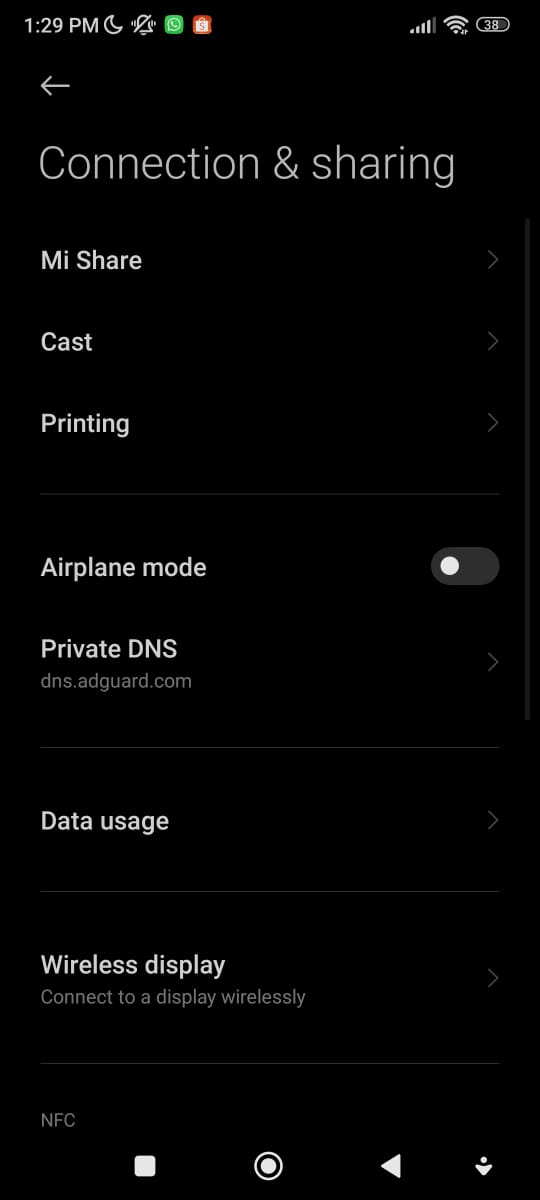 1:29 PM
38
Connection & sharing
Mi Share
Cast
Printing
Airplane mode
Private DNS
dns.adguard.com
Data usage
Wireless display
Connect to a display wirelessly
NFC